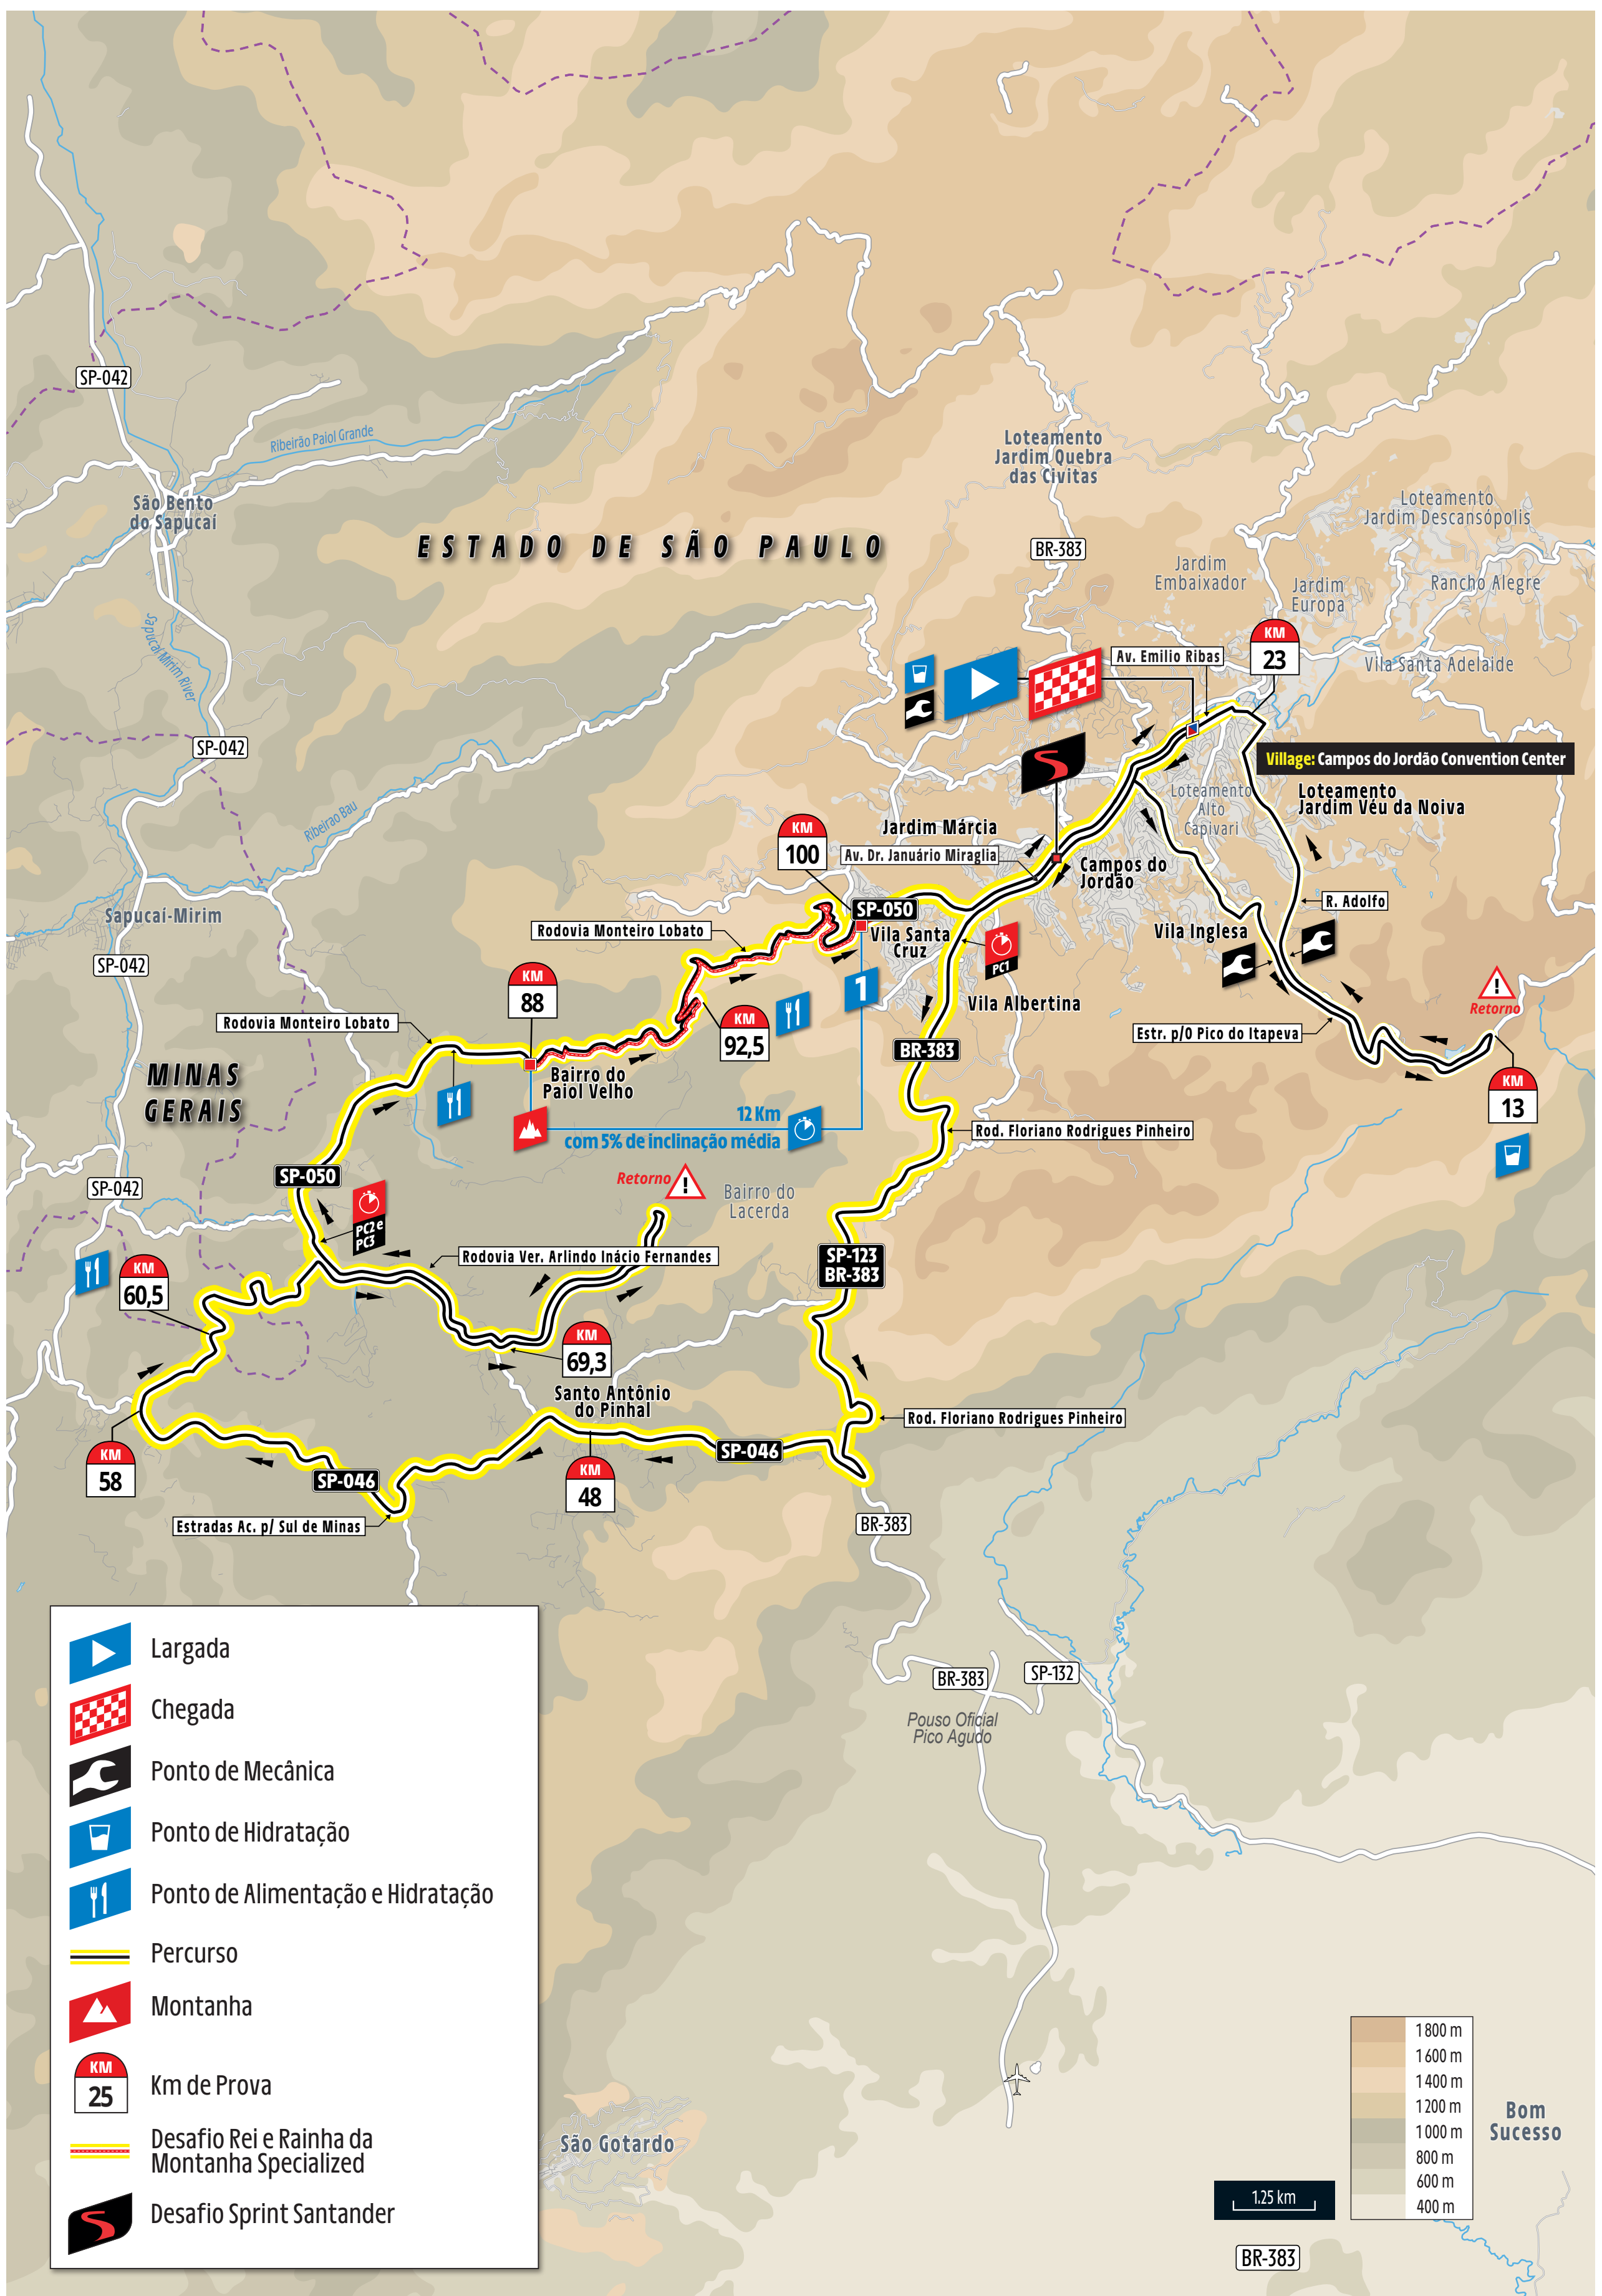 SP-042
Ribeirão Paiol Grande
São Bento
do Sapucaí
Sapucaí Mirim River
ESTADO DE SÃO PAULO
Loteamento
Jardim Quebra
das Civitas
BR-383
Loteamento
Jardim Descansópolis
Jardim
Embaixador
Jardim
Europa
Rancho Alegre
Vila Santa Adelaide
KM
23
Av. Emilio Ribas
SP-042
Ribeirao Bau
Village: Campos do Jordão Convention Center
Loteamento
Alto
Capivari
Loteamento
Jardim Véu da Noiva
Jardim Márcia
Av. Dr. Januário Miraglia
Campos do
Jordão
KM
100
SP-050
Vila Santa
Cruz
R. Adolfo
Vila Inglesa
Sapucaí-Mirim
SP-042
Rodovia Monteiro Lobato
PC1
KM
88
1
Vila Albertina
Retorno
KM
92,5
Rodovia Monteiro Lobato
Estr. p/O Pico do Itapeva
BR-383
MINAS
GERAIS
Bairro do
Paiol Velho
KM
13
12 Km
com 5% de inclinação média
Rod. Floriano Rodrigues Pinheiro
SP-050
SP-042
Retorno
Bairro do
Lacerda
PC2 e
PC3
Rodovia Ver. Arlindo Inácio Fernandes
SP-123
BR-383
KM
60,5
KM
69,3
Santo Antônio
do Pinhal
Rod. Floriano Rodrigues Pinheiro
KM
58
SP-046
SP-046
KM
48
Estradas Ac. p/ Sul de Minas
BR-383
BR-383
SP-132
Pouso Oficial
Pico Agudo
Largada
Chegada
Ponto de Mecânica
Ponto de Hidratação
Ponto de Alimentação e Hidratação
Percurso
Montanha
KM
25
Km de Prova
Desafio Rei e Rainha da
Montanha Specialized
Desafio Sprint Santander
São Gotardo
1800 m
1600 m
1400 m
1200 m
1000 m
800 m
600 m
400 m
Bom
Sucesso
1.25 km
BR-383